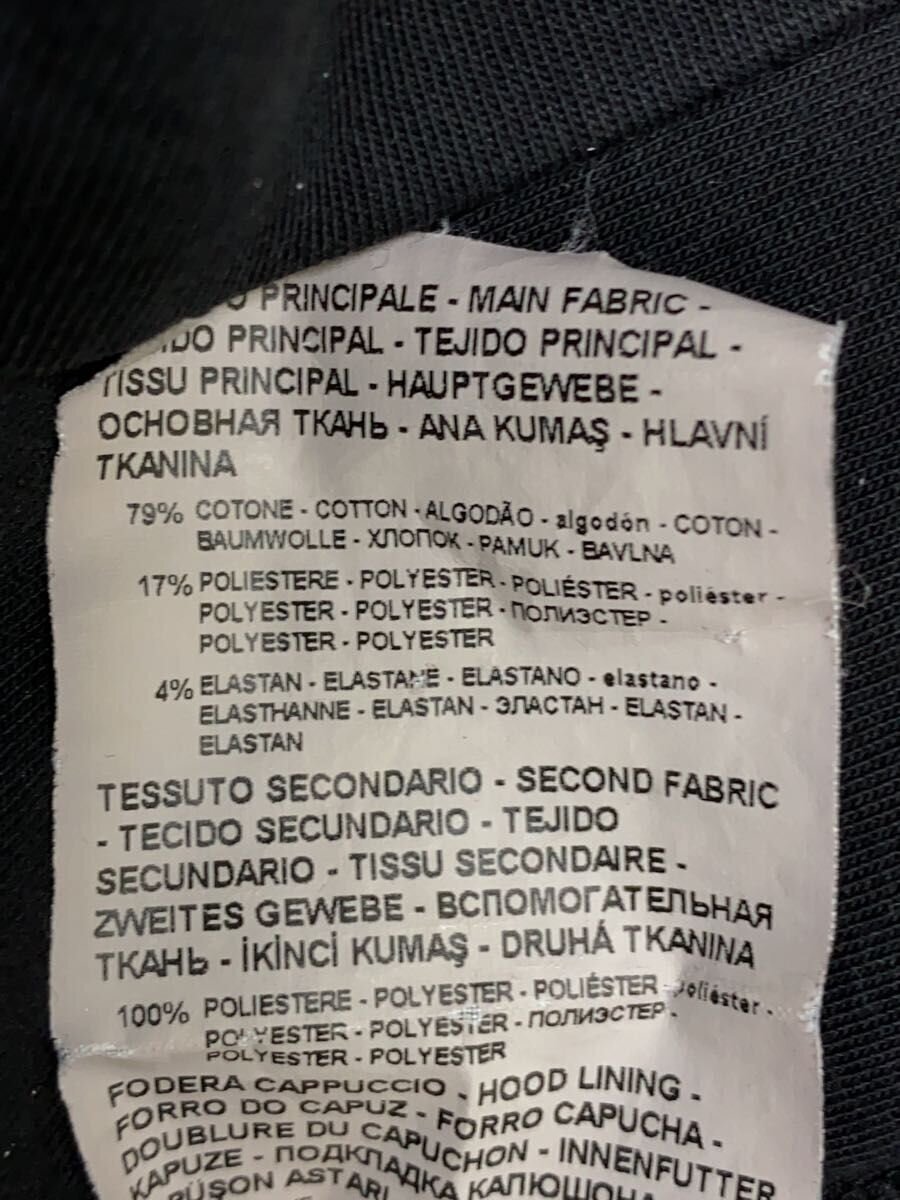 PRINCIPALE - MAIN FABRIC -
PRINCIPAL - TEJIDO PRINCIPAL -
TISSU PRINCIPAL - HAUPTGEWEBE -
ОСНОВНАЯ ТКАНЬ - ANA KUMAŞ - HLAVNÍ
TKANINA
79% COTONE - COTTON - ALGODÃO - algodón - COTON -
BAUMWOLLE - ХЛОПОК - PAMUK - BAVLNA
17% POLIESTERE - POLYESTER - POLIÉSTER - poliéster -
POLYESTER - POLYESTER - ПОЛИЭСТЕР -
POLYESTER - POLYESTER
4% ELASTAN - ELASTANE - ELASTANO - elastano -
ELASTHANNE - ELASTAN - ЭЛАСТАН - ELASTAN -
ELASTAN
TESSUTO SECONDARIO - SECOND FABRIC
- TECIDO SECUNDARIO - TEJIDO
SECUNDARIO - TISSU SECONDAIRE -
ZWEITES GEWEBE - ВСПОМОГАТЕЛЬНАЯ
ТКАНЬ - İKİNCİ KUMAŞ - DRUHÁ TKANINA
100% POLIESTERE - POLYESTER - POLIÉSTER - poliéster -
POLYESTER - POLYESTER - ПОЛИЭСТЕР -
POLYESTER - POLYESTER
FODERA CAPPUCCIO - HOOD LINING -
FORRO DO CAPUZ - FORRO CAPUCHA -
DOUBLURE DU CAPUCHON - INNENFUTTER
KAPUZE - ПОДКЛАДКА КАПЮШОНА
ASTARI